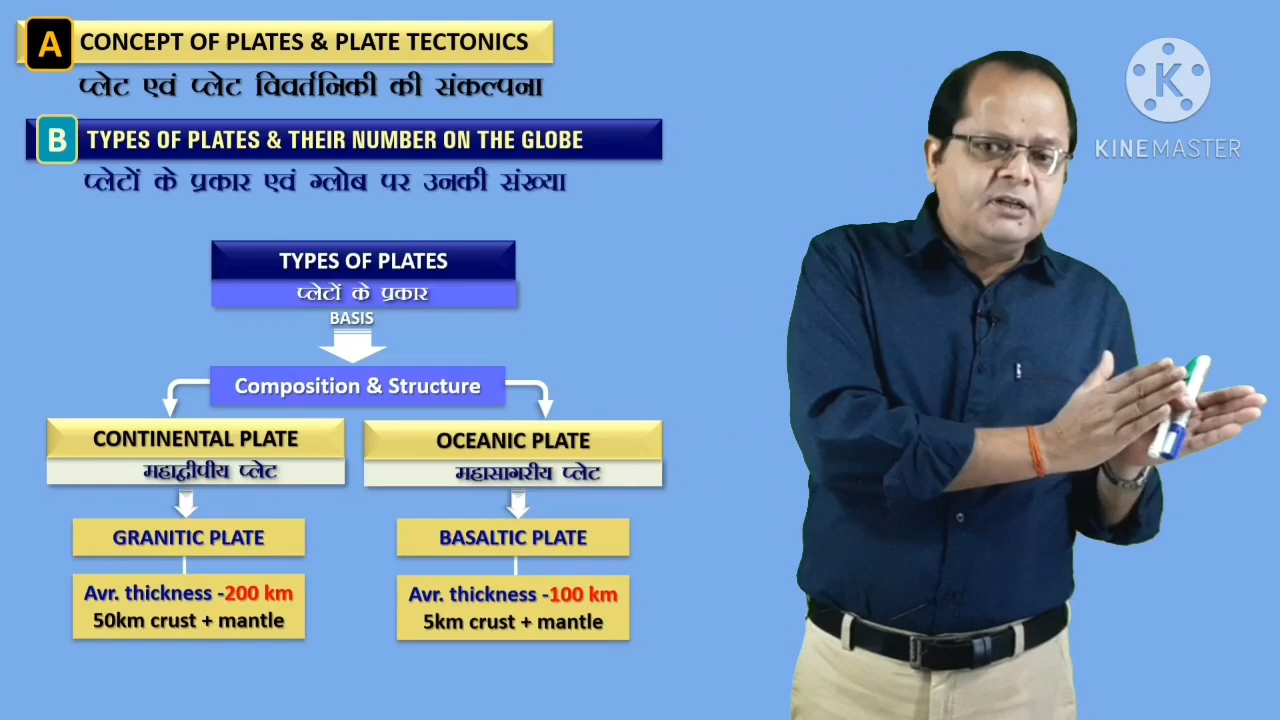 A CONCEPT OF PLATES & PLATE TECTONICS
प्लेट एवं प्लेट विवर्तनिकी की संकल्पना
B TYPES OF PLATES & THEIR NUMBER ON THE GLOBE
प्लेटों के प्रकार एवं ग्लोब पर उनकी संख्या
K
KINEMASTER
TYPES OF PLATES
प्लेटों के प्रकार
BASIS
Composition & Structure
CONTINENTAL PLATE
महाद्वीपीय प्लेट
GRANITIC PLATE
Avr. thickness -200 km
50km crust + mantle
OCEANIC PLATE
महासागरीय प्लेट
BASALTIC PLATE
Avr. thickness -100 km
5km crust + mantle